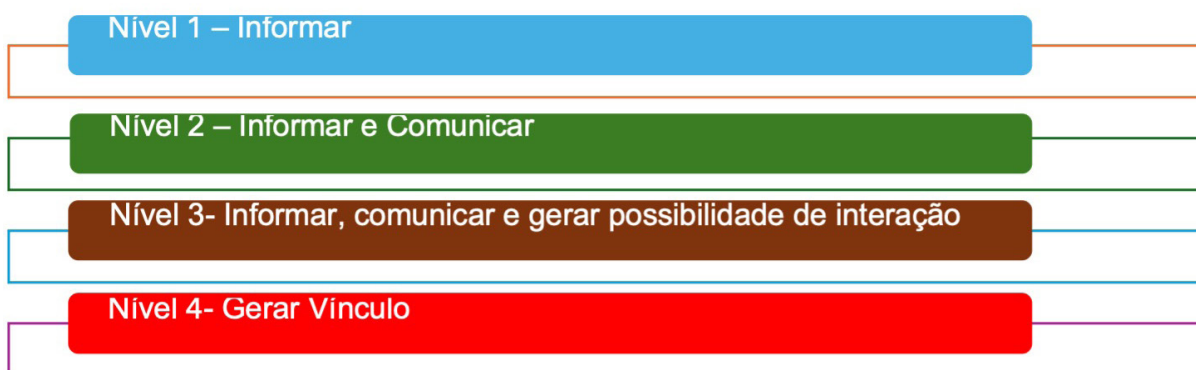 Nível 1 – Informar
Nível 2 – Informar e Comunicar
Nível 3- Informar, comunicar e gerar possibilidade de interação
Nível 4- Gerar Vínculo